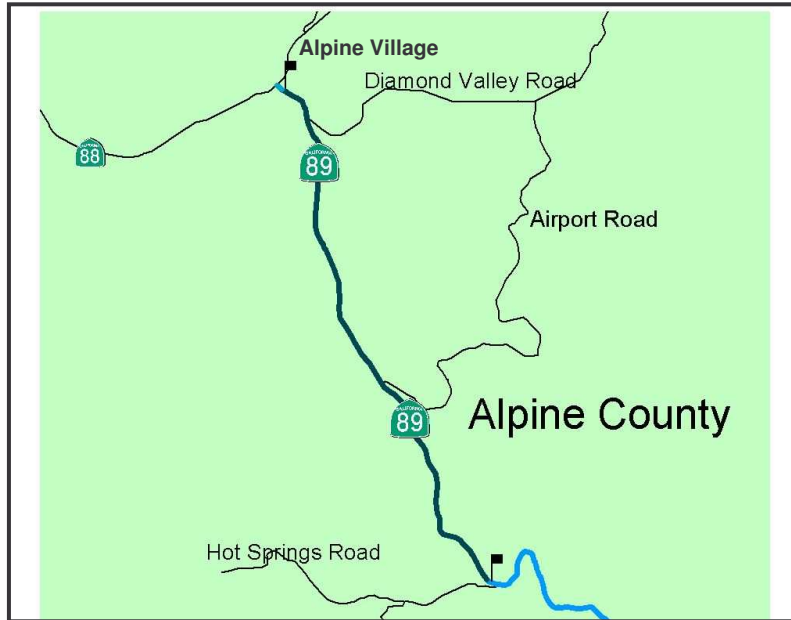 Alpine Village
Diamond Valley Road
88
89
Airport Road
89
Alpine County
Hot Springs Road